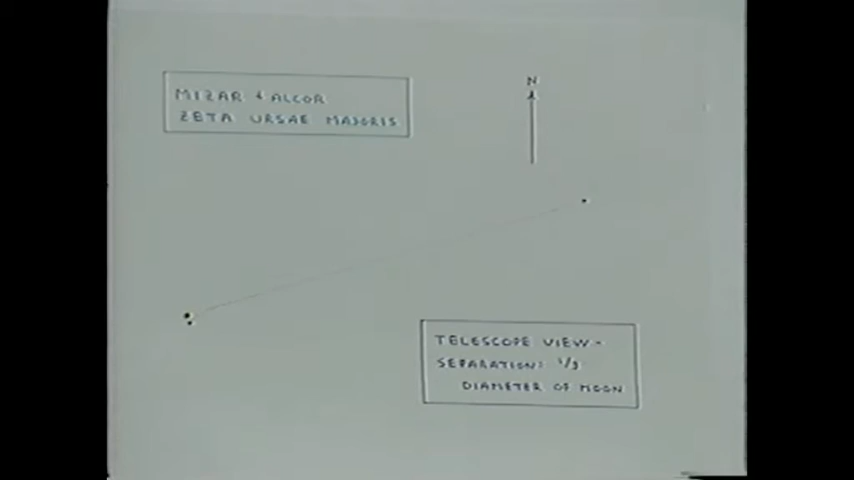 MIZAR & ALCOR
ZETA URSAE MAJORIS
N
TELESCOPE VIEW -
SEPARATION: 1/3
DIAMETER OF MOON